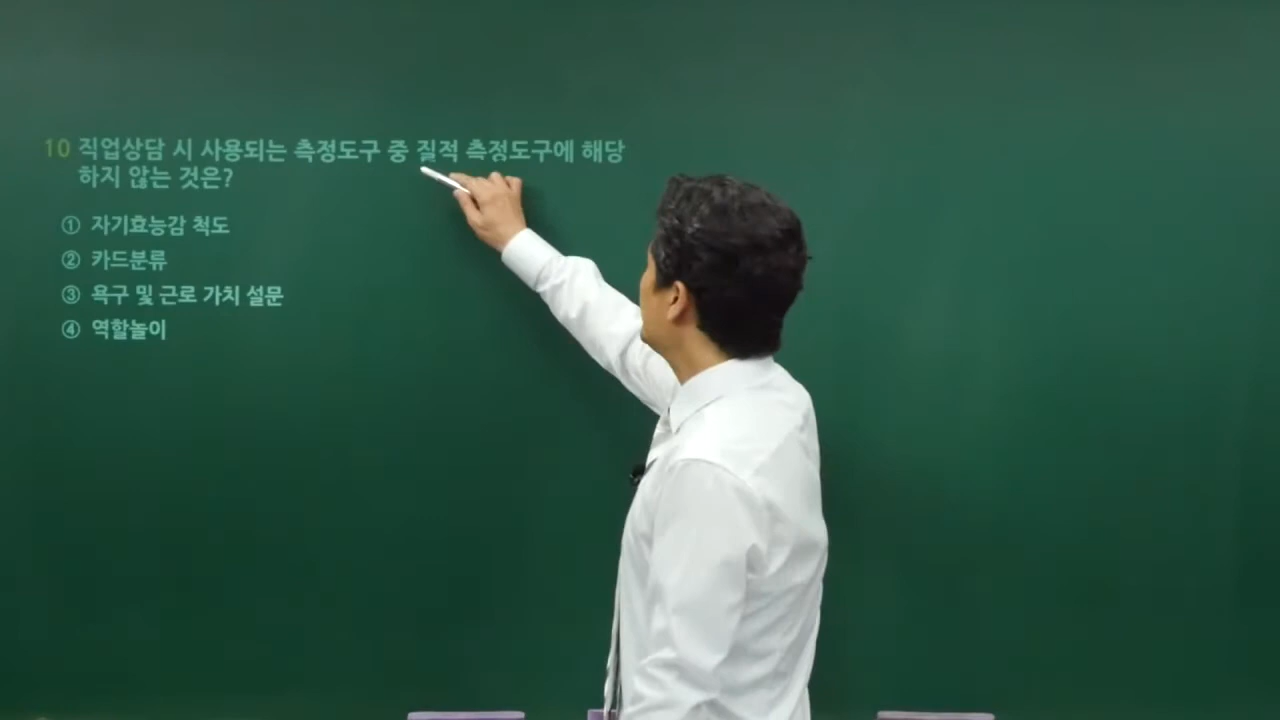 10 직업상담 시 사용되는 측정도구 중 질적 측정도구에 해당
하지 않는 것은?
① 자기효능감 척도
② 카드분류
③ 욕구 및 근로 가치 설문
④ 역할놀이